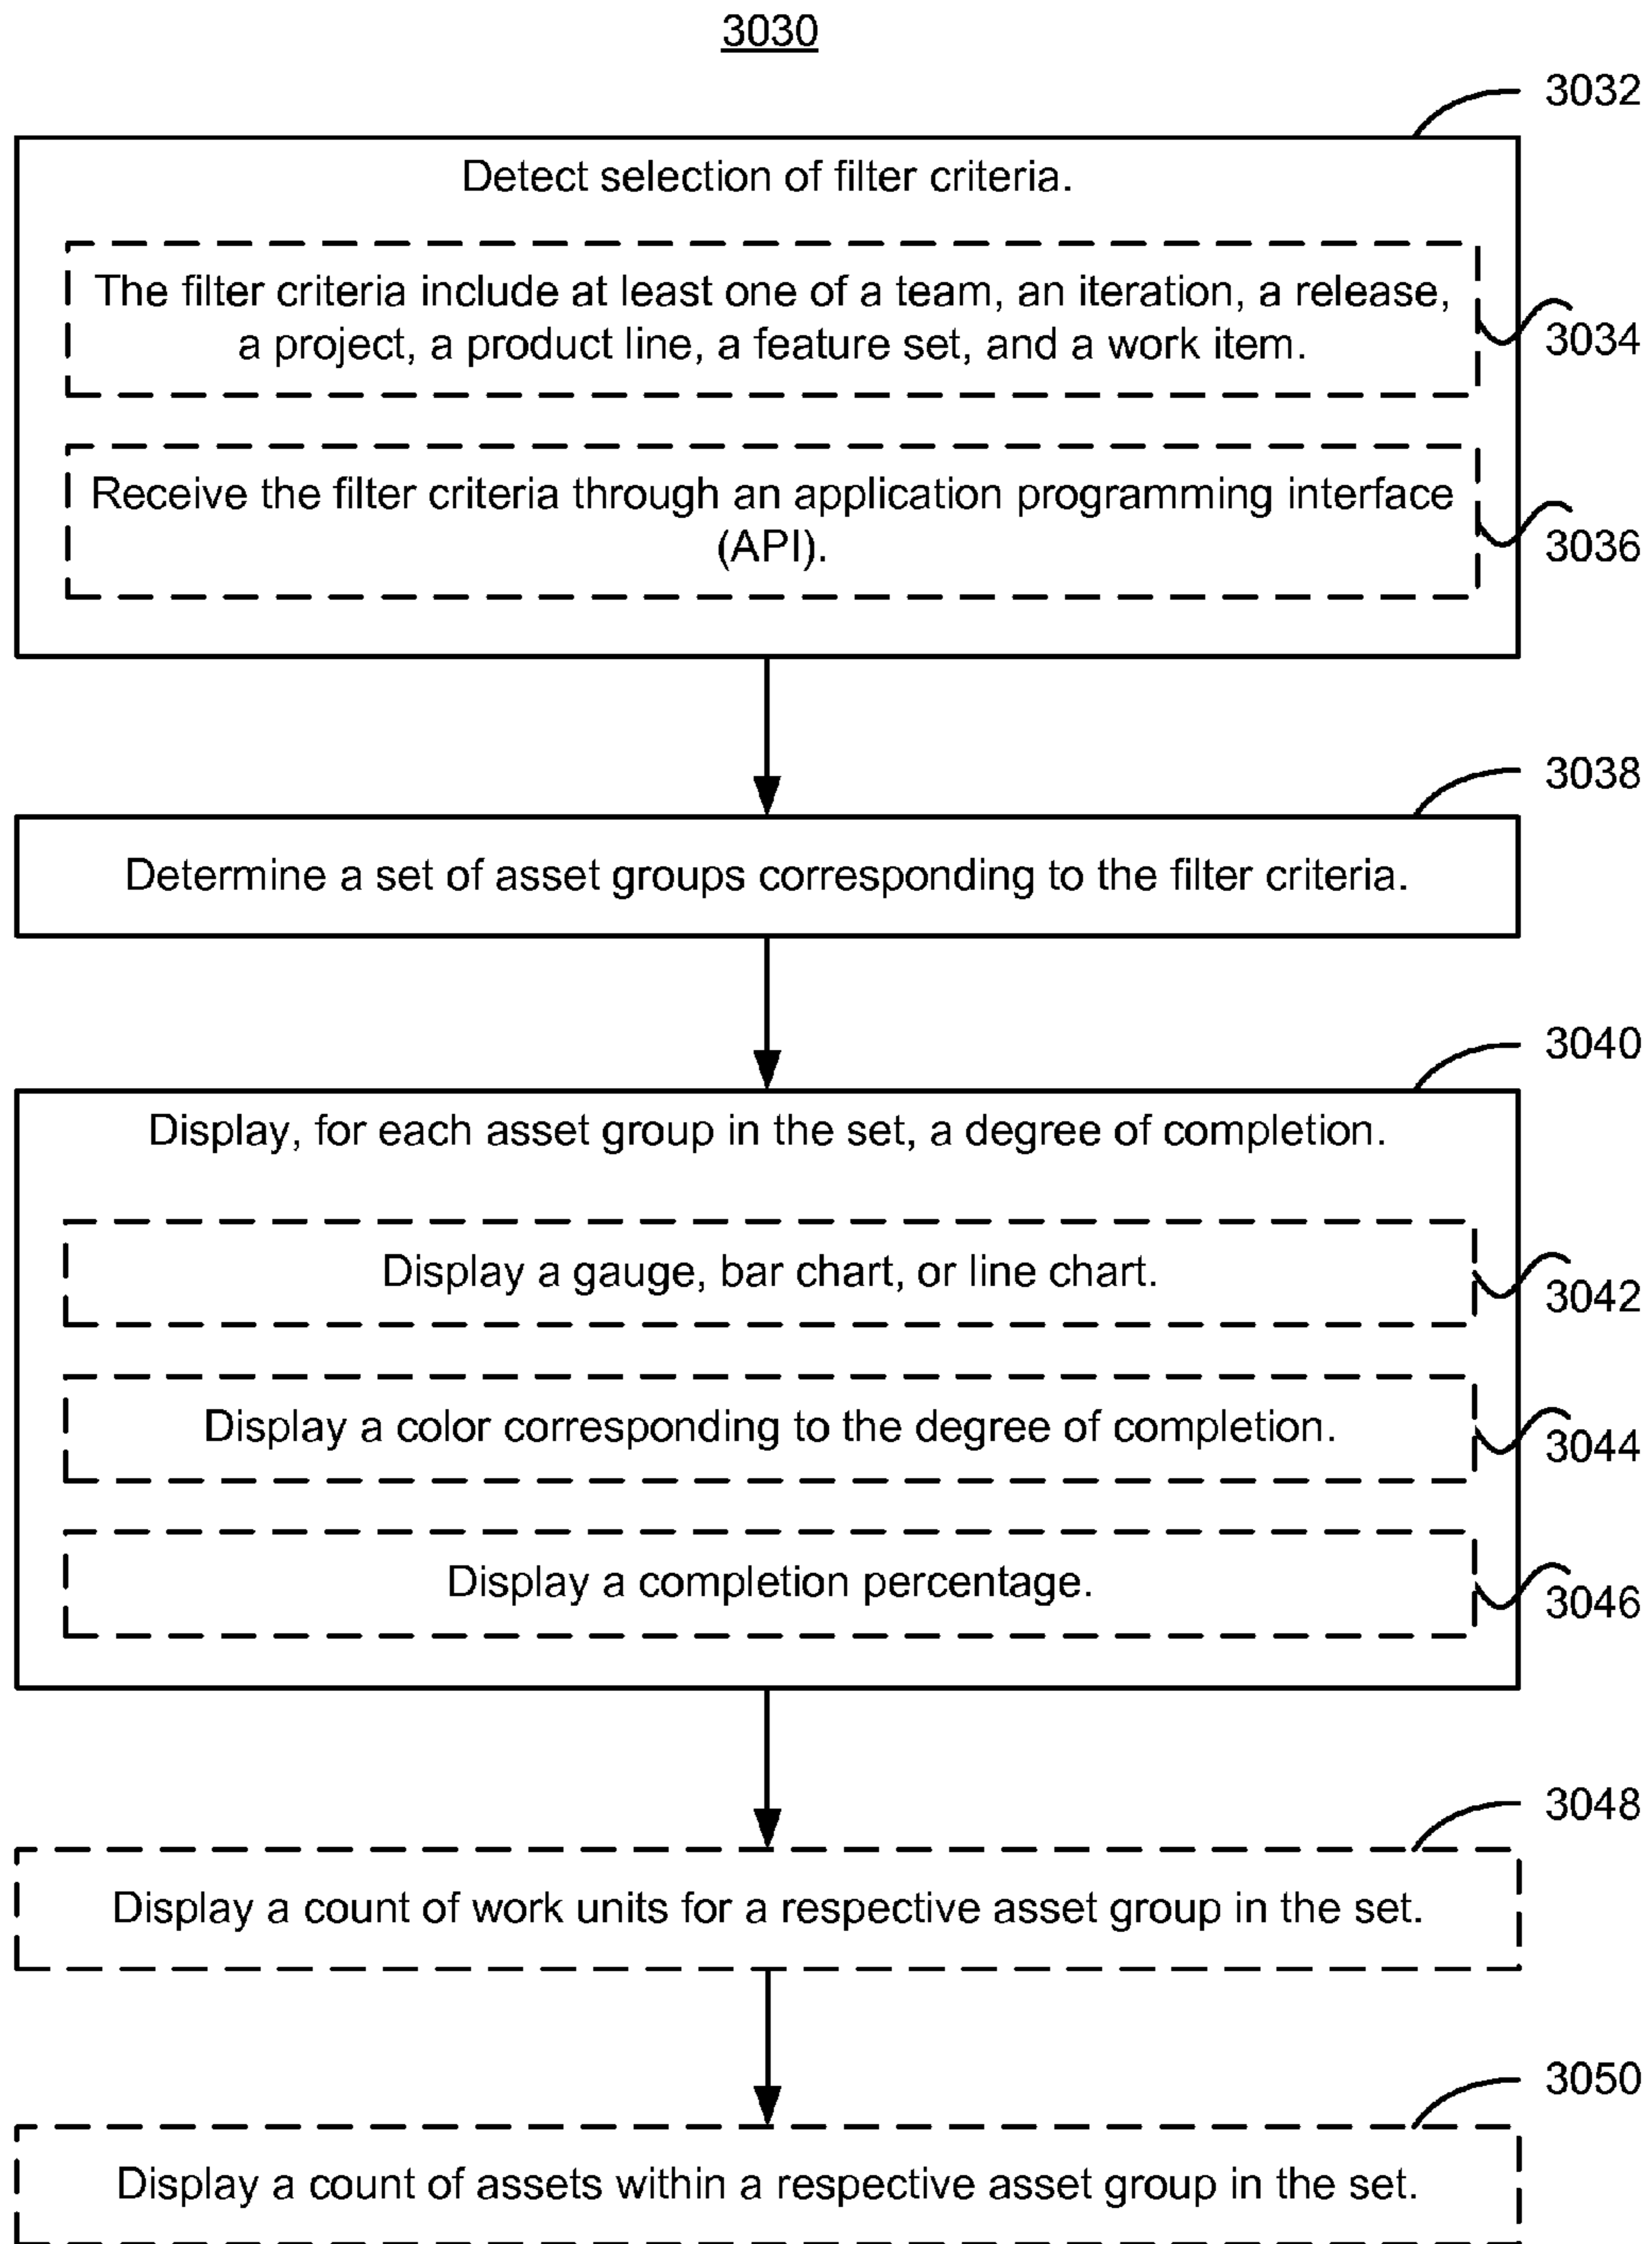 3030
3032
Detect selection of filter criteria.
The filter criteria include at least one of a team, an iteration, a release,
a project, a product line, a feature set, and a work item.
3034
Receive the filter criteria through an application programming interface
(API).
3036
3038
Determine a set of asset groups corresponding to the filter criteria.
3040
Display, for each asset group in the set, a degree of completion.
Display a gauge, bar chart, or line chart.
3042
Display a color corresponding to the degree of completion.
3044
Display a completion percentage.
3046
3048
Display a count of work units for a respective asset group in the set.
3050
Display a count of assets within a respective asset group in the set.